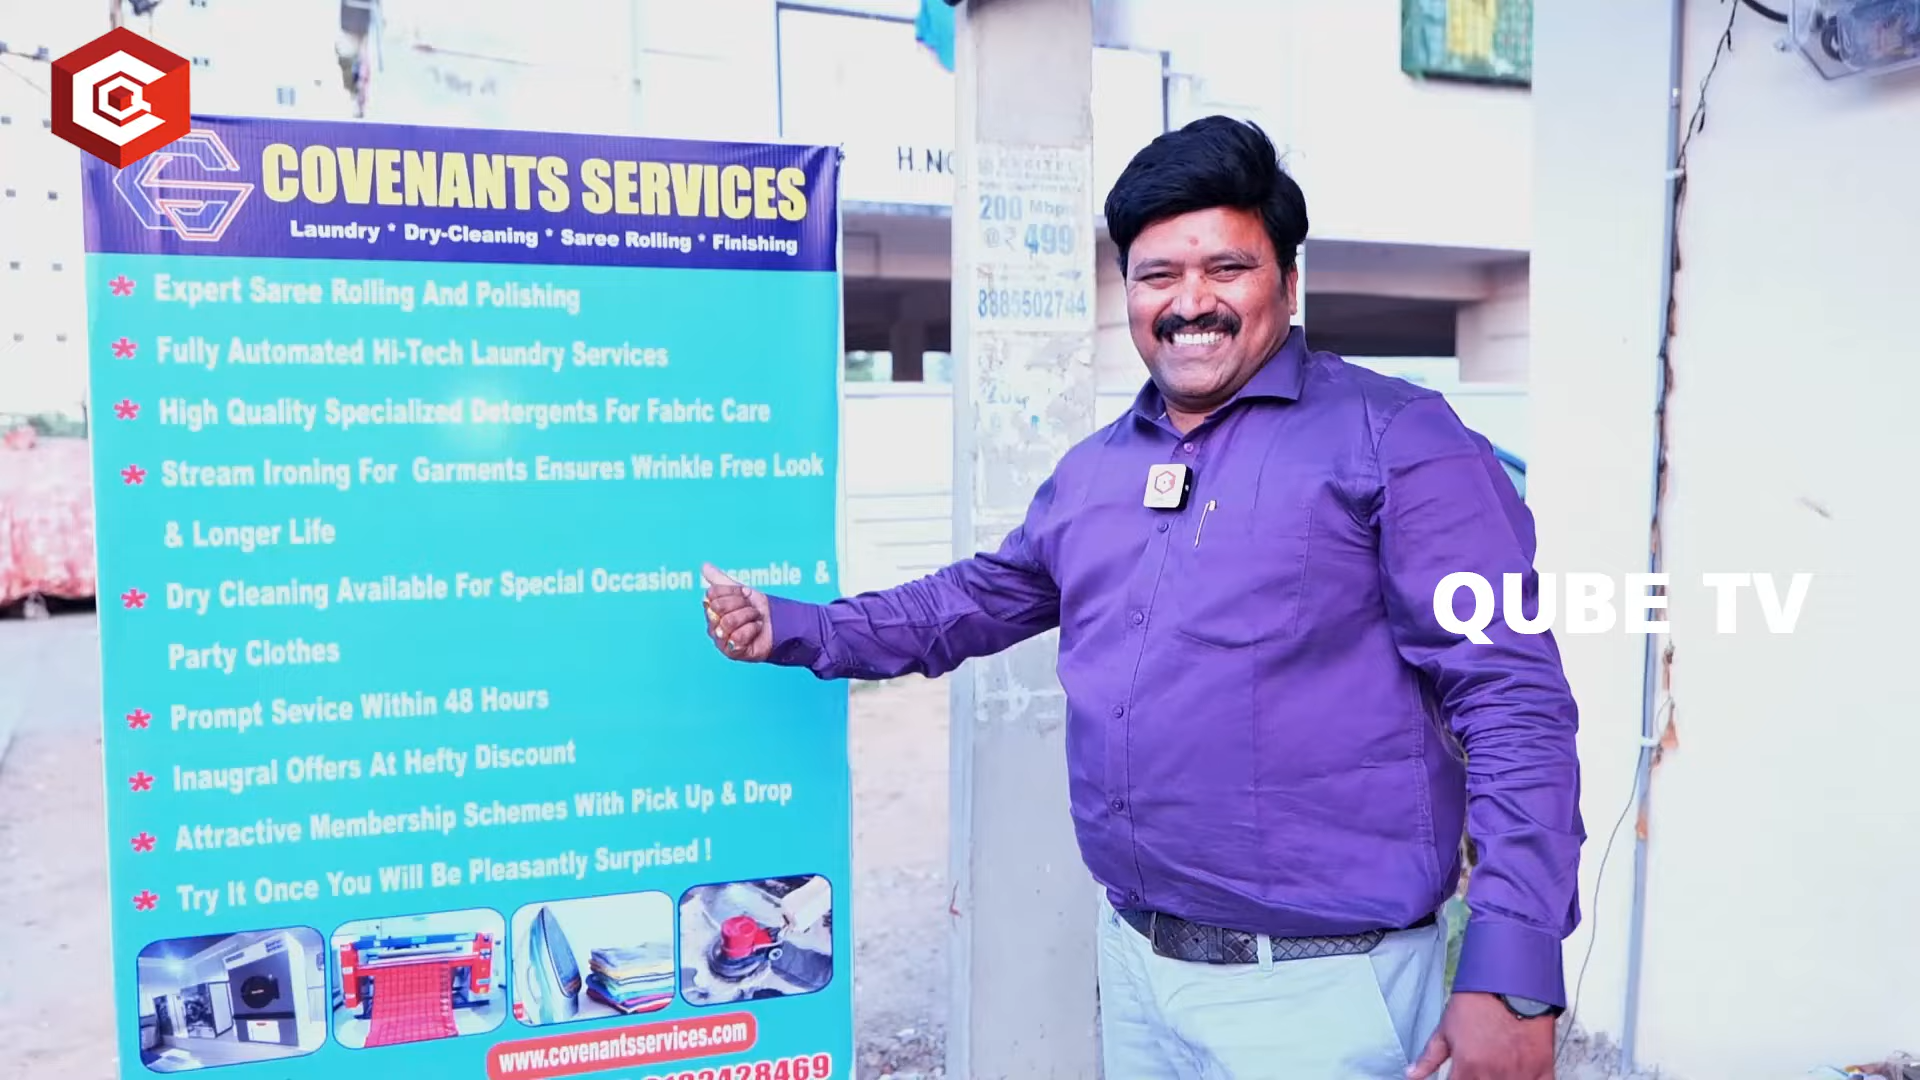 COVENANTS SERVICES
Laundry * Dry-Cleaning * Saree Rolling * Finishing
* Expert Saree Rolling And Polishing
* Fully Automated Hi-Tech Laundry Services
* High Quality Specialized Detergents For Fabric Care
* Stream Ironing For Garments Ensures Wrinkle Free Look
& Longer Life
* Dry Cleaning Available For Special Occasion &
Party Clothes
* Prompt Sevice Within 48 Hours
* Inaugral Offers At Hefty Discount
* Attractive Membership Schemes With Pick Up & Drop
* Try It Once You Will Be Pleasantly Surprised !
www.covenantsservices.com
H.NO
200 Mbps
@ ₹ 499
8885502744
QUBE TV